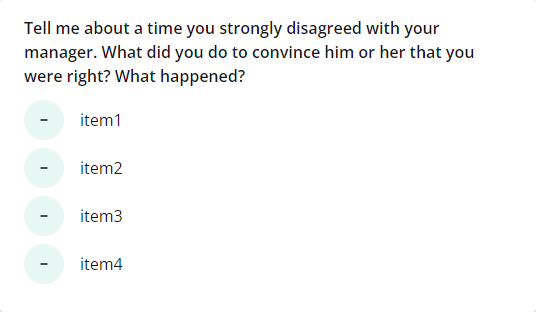 Tell me about a time you strongly disagreed with your
manager. What did you do to convince him or her that you
were right? What happened?
- item1
- item2
- item3
- item4